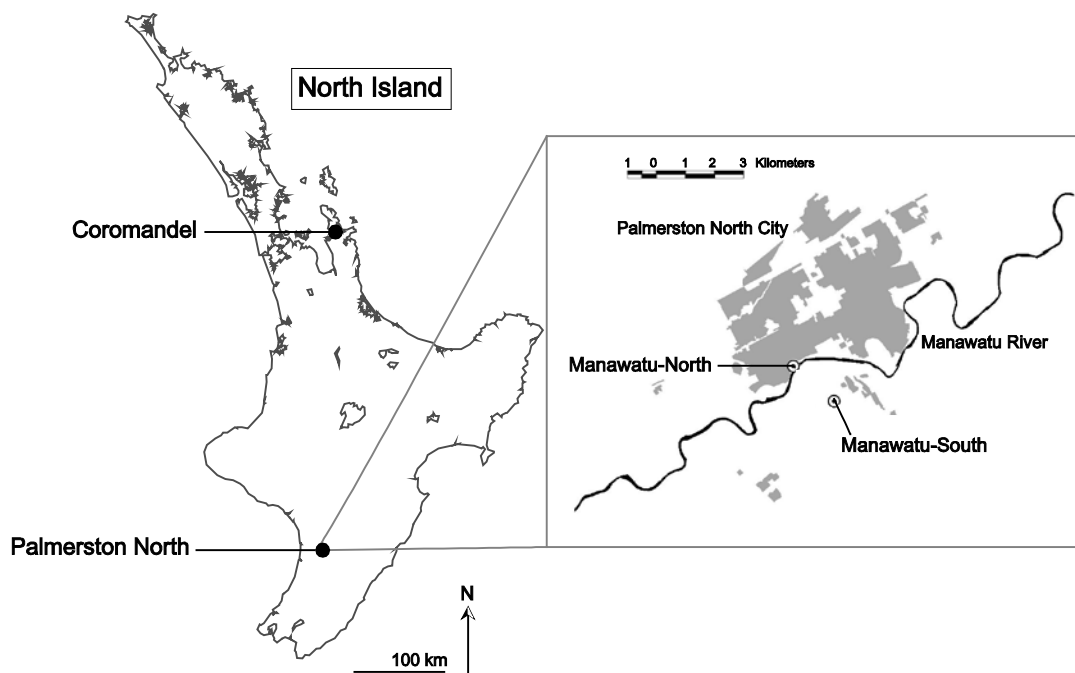 North Island
Coromandel
Palmerston North
100 km
N
1 0 1 2 3 Kilometers
Palmerston North City
Manawatu River
Manawatu-North
Manawatu-South